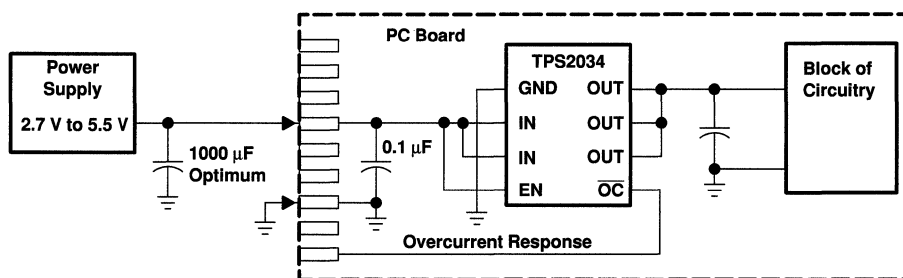 PC Board
Power
Supply
2.7 V to 5.5 V
1000 μF
Optimum
0.1 μF
TPS2034
GND OUT
IN OUT
IN OUT
EN O̅C̅
Block of
Circuitry
Overcurrent Response